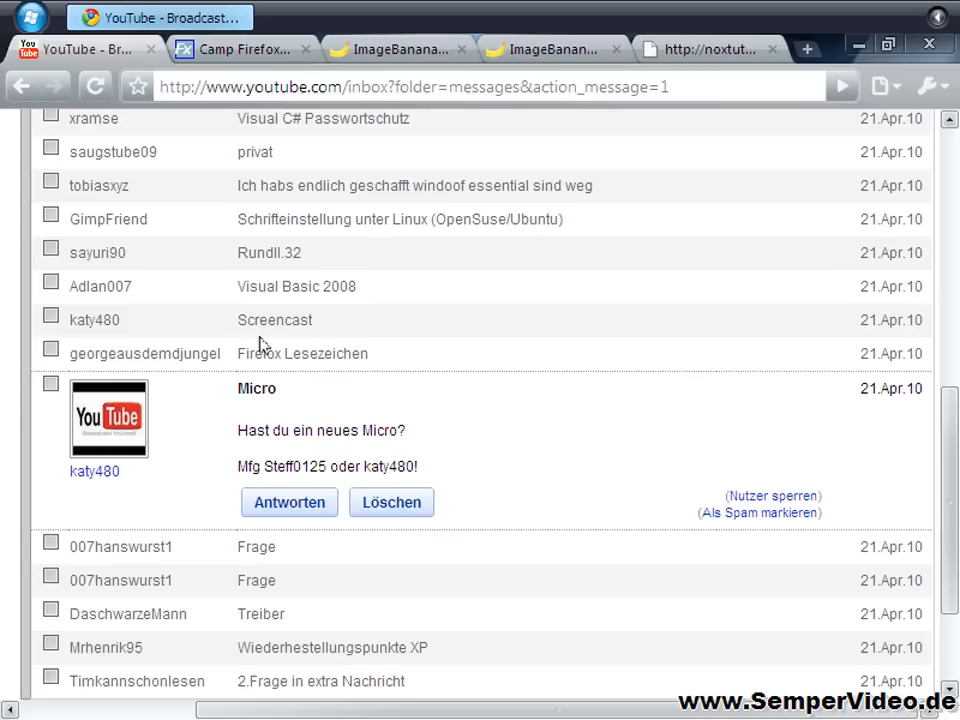 YouTube - Broadcast...
You Tube YouTube - Br... Camp Firefox... ImageBanana... ImageBanan... http://noxtut...
http://www.youtube.com/inbox?folder=messages&action_message=1
xramse Visual C# Passwortschutz 21.Apr.10
saugstube09 privat 21.Apr.10
tobiasxyz Ich habs endlich geschafft windoof essential sind weg 21.Apr.10
GimpFriend Schrifteinstellung unter Linux (OpenSuse/Ubuntu) 21.Apr.10
sayuri90 Rundll.32 21.Apr.10
Adlan007 Visual Basic 2008 21.Apr.10
katy480 Screencast 21.Apr.10
georgeausdemdjungel Firefox Lesezeichen 21.Apr.10
Micro 21.Apr.10
You Tube
Hast du ein neues Micro?
katy480 Mfg Steff0125 oder katy480!
Antworten Löschen (Nutzer sperren)
(Als Spam markieren)
007hanswurst1 Frage 21.Apr.10
007hanswurst1 Frage 21.Apr.10
DaschwarzeMann Treiber 21.Apr.10
Mrhenrik95 Wiederhestellungspunkte XP 21.Apr.10
Timkannschonlesen 2.Frage in extra Nachricht 21.Apr.10
www.SemperVideo.de